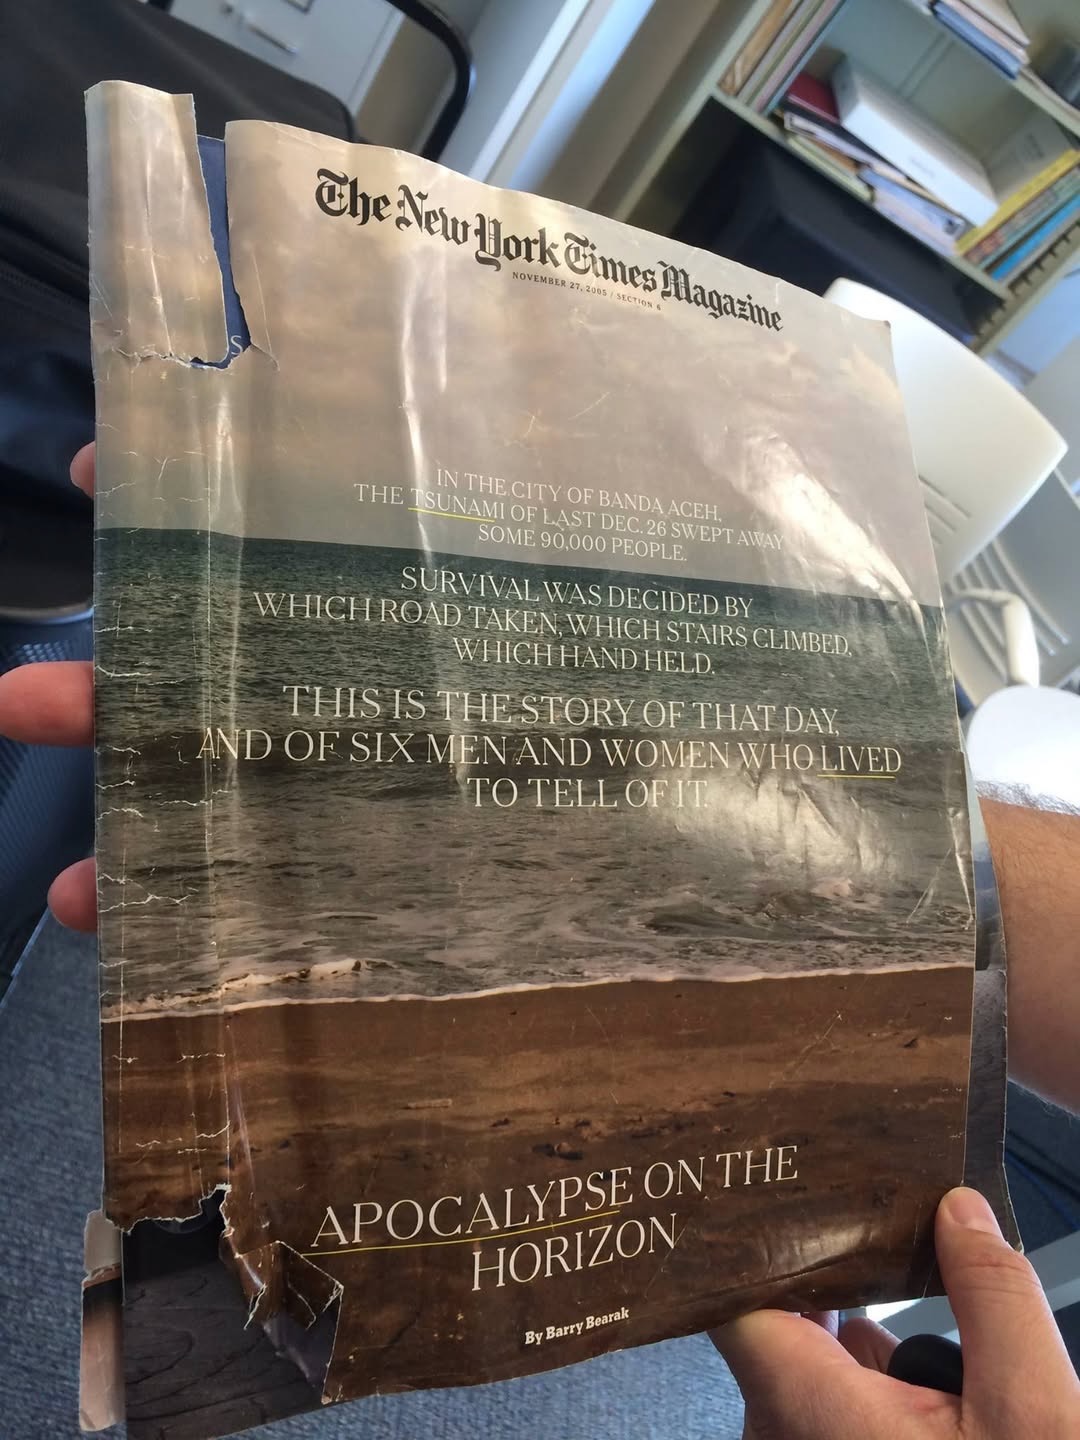 The New York Times Magazine
NOVEMBER 27, 2005 / SECTION 6
S
IN THE CITY OF BANDA ACEH,
THE TSUNAMI OF LAST DEC. 26 SWEPT AWAY
SOME 90,000 PEOPLE.
SURVIVAL WAS DECIDED BY
WHICH ROAD TAKEN, WHICH STAIRS CLIMBED,
WHICH HAND HELD.
THIS IS THE STORY OF THAT DAY,
AND OF SIX MEN AND WOMEN WHO LIVED
TO TELL OF IT.
APOCALYPSE ON THE
HORIZON
By Barry Bearak